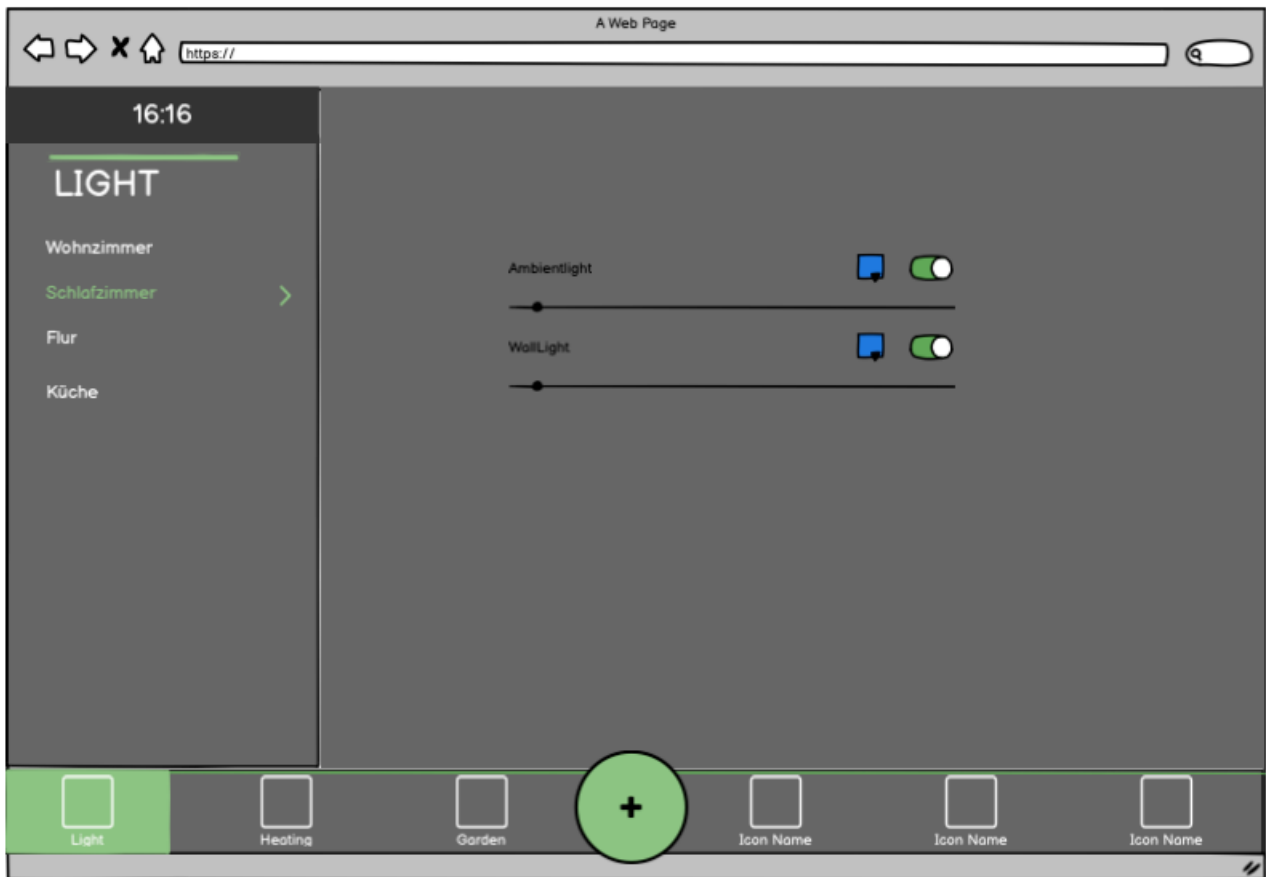 A Web Page
https://
16:16
LIGHT
Wohnzimmer
Schlafzimmer
Flur
Küche
Ambientlight
WallLight
+
Light
Heating
Garden
Icon Name
Icon Name
Icon Name